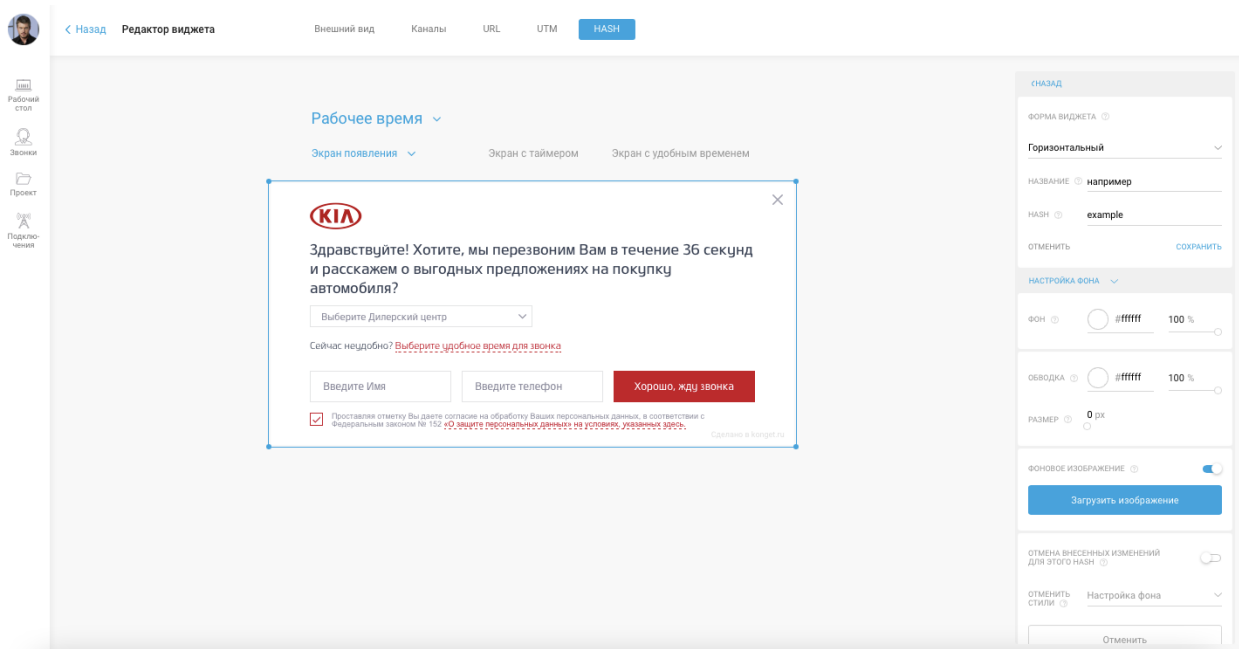 Назад Редактор виджета Внешний вид Каналы URL UTM HASH
Рабочий
стол
Звонки
Проект
Подклю-
чения
Рабочее время
Экран появления Экран с таймером Экран с удобным временем
KIA
Здравствуйте! Хотите, мы перезвоним Вам в течение 36 секунд
и расскажем о выгодных предложениях на покупку
автомобиля?
Выберите Дилерский центр
Сейчас неудобно? Выберите удобное время для звонка
Введите Имя Введите телефон Хорошо, жду звонка
Проставляя отметку Вы даете согласие на обработку Ваших персональных данных, в соответствии с
Федеральным законом № 152 «О защите персональных данных» на условиях, указанных здесь.
Сделано в Konget.ru
‹НАЗАД
ФОРМА ВИДЖЕТА ?
Горизонтальный
НАЗВАНИЕ ? например
HASH ? example
ОТМЕНИТЬ СОХРАНИТЬ
НАСТРОЙКА ФОНА
ФОН ? #ffffff 100 %
ОБВОДКА ? #ffffff 100 %
РАЗМЕР ? 0 px
ФОНОВОЕ ИЗОБРАЖЕНИЕ ?
Загрузить изображение
ОТМЕНА ВНЕСЕННЫХ ИЗМЕНЕНИЙ
ДЛЯ ЭТОГО HASH ?
ОТМЕНИТЬ
СТИЛИ ? Настройка фона
Отменить